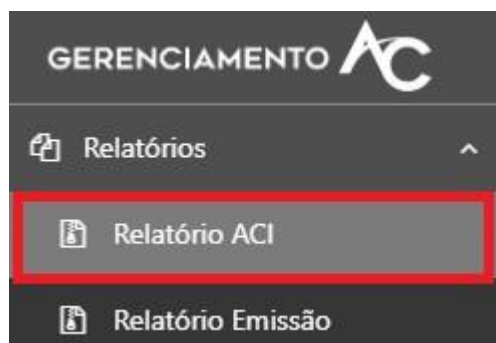 GERENCIAMENTO AC
Relatórios
Relatório ACI
Relatório Emissão